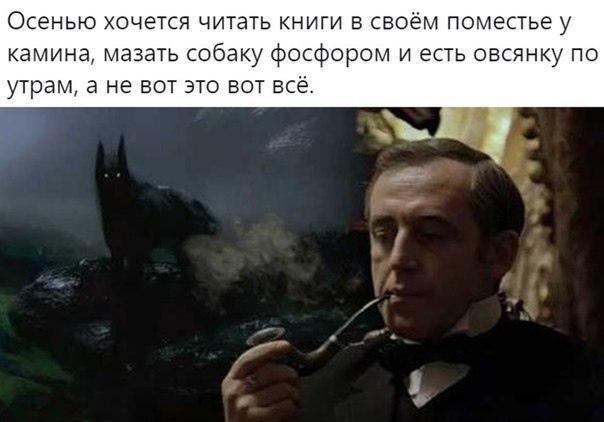 Осенью хочется читать книги в своём поместье у
камина, мазать собаку фосфором и есть овсянку по
утрам, а не вот это вот всё.